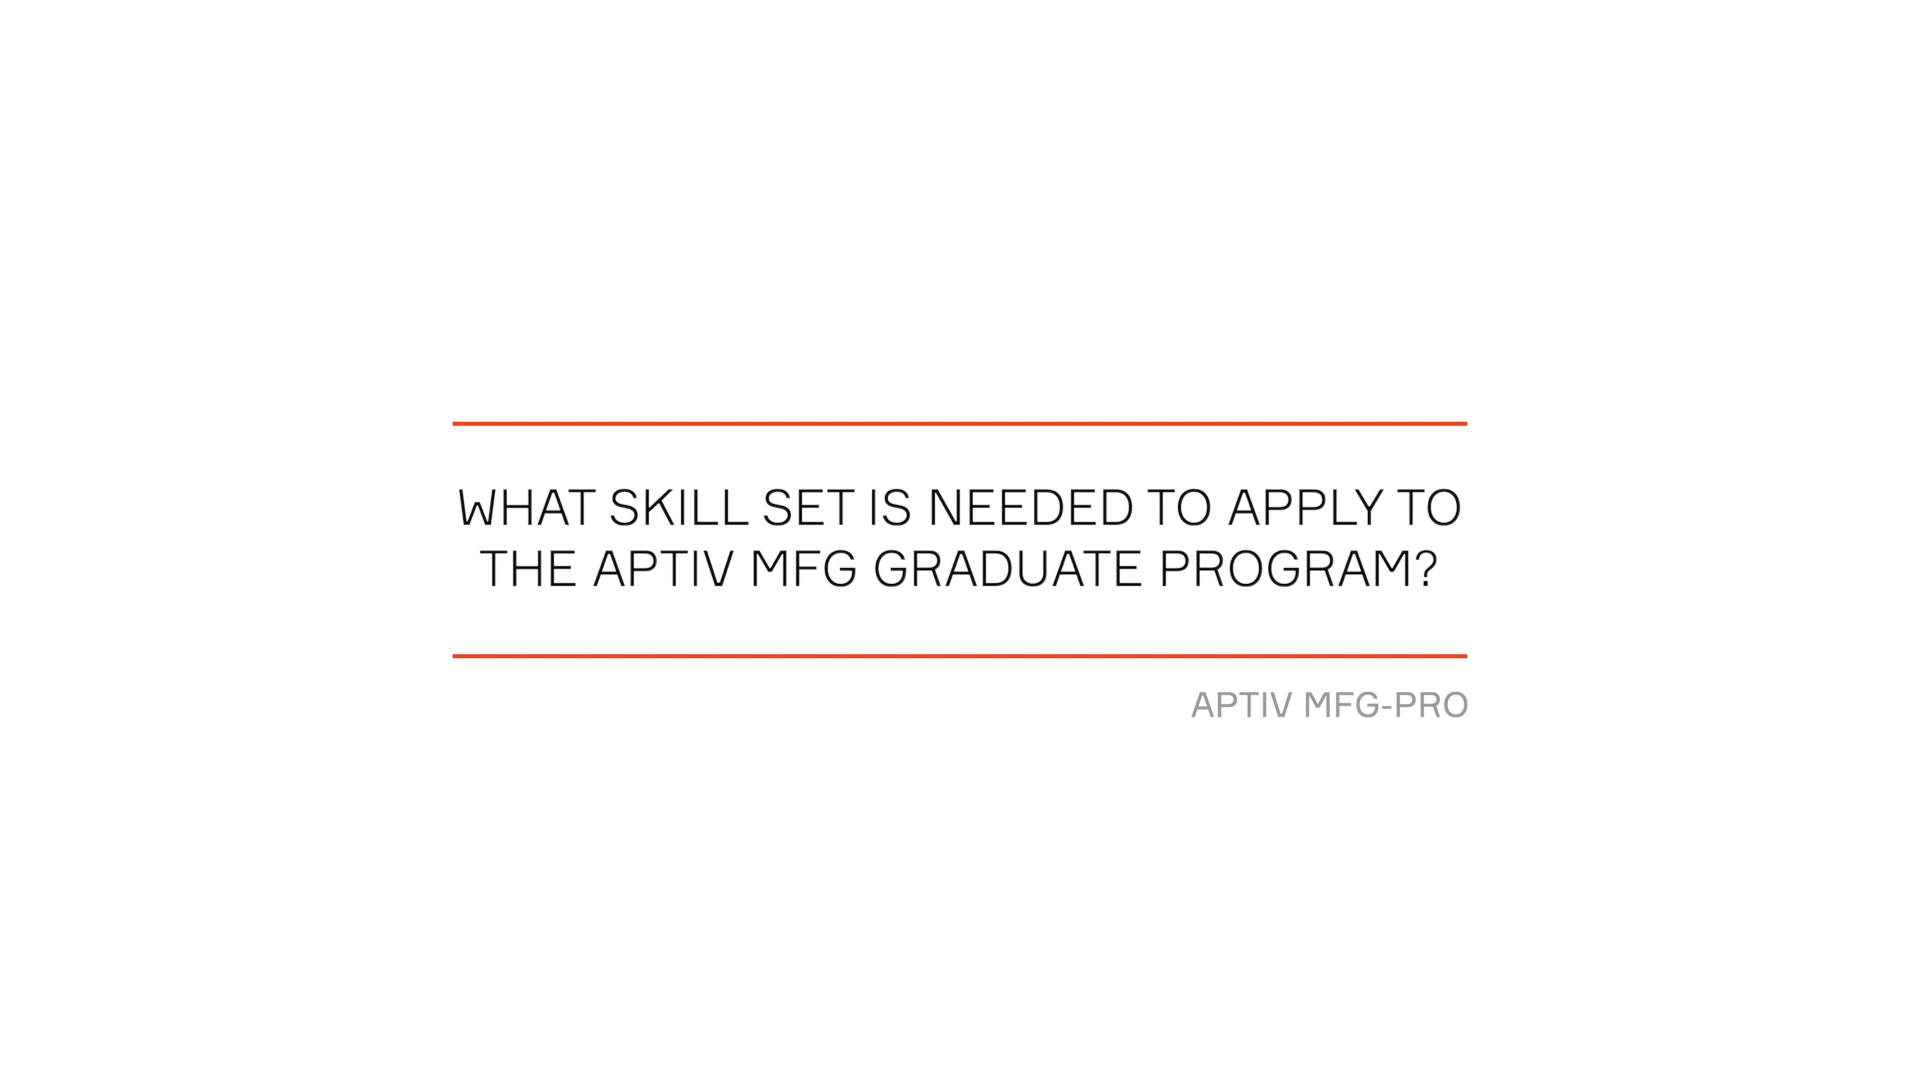 WHAT SKILL SET IS NEEDED TO APPLY TO
THE APTIV MFG GRADUATE PROGRAM?
APTIV MFG-PRO